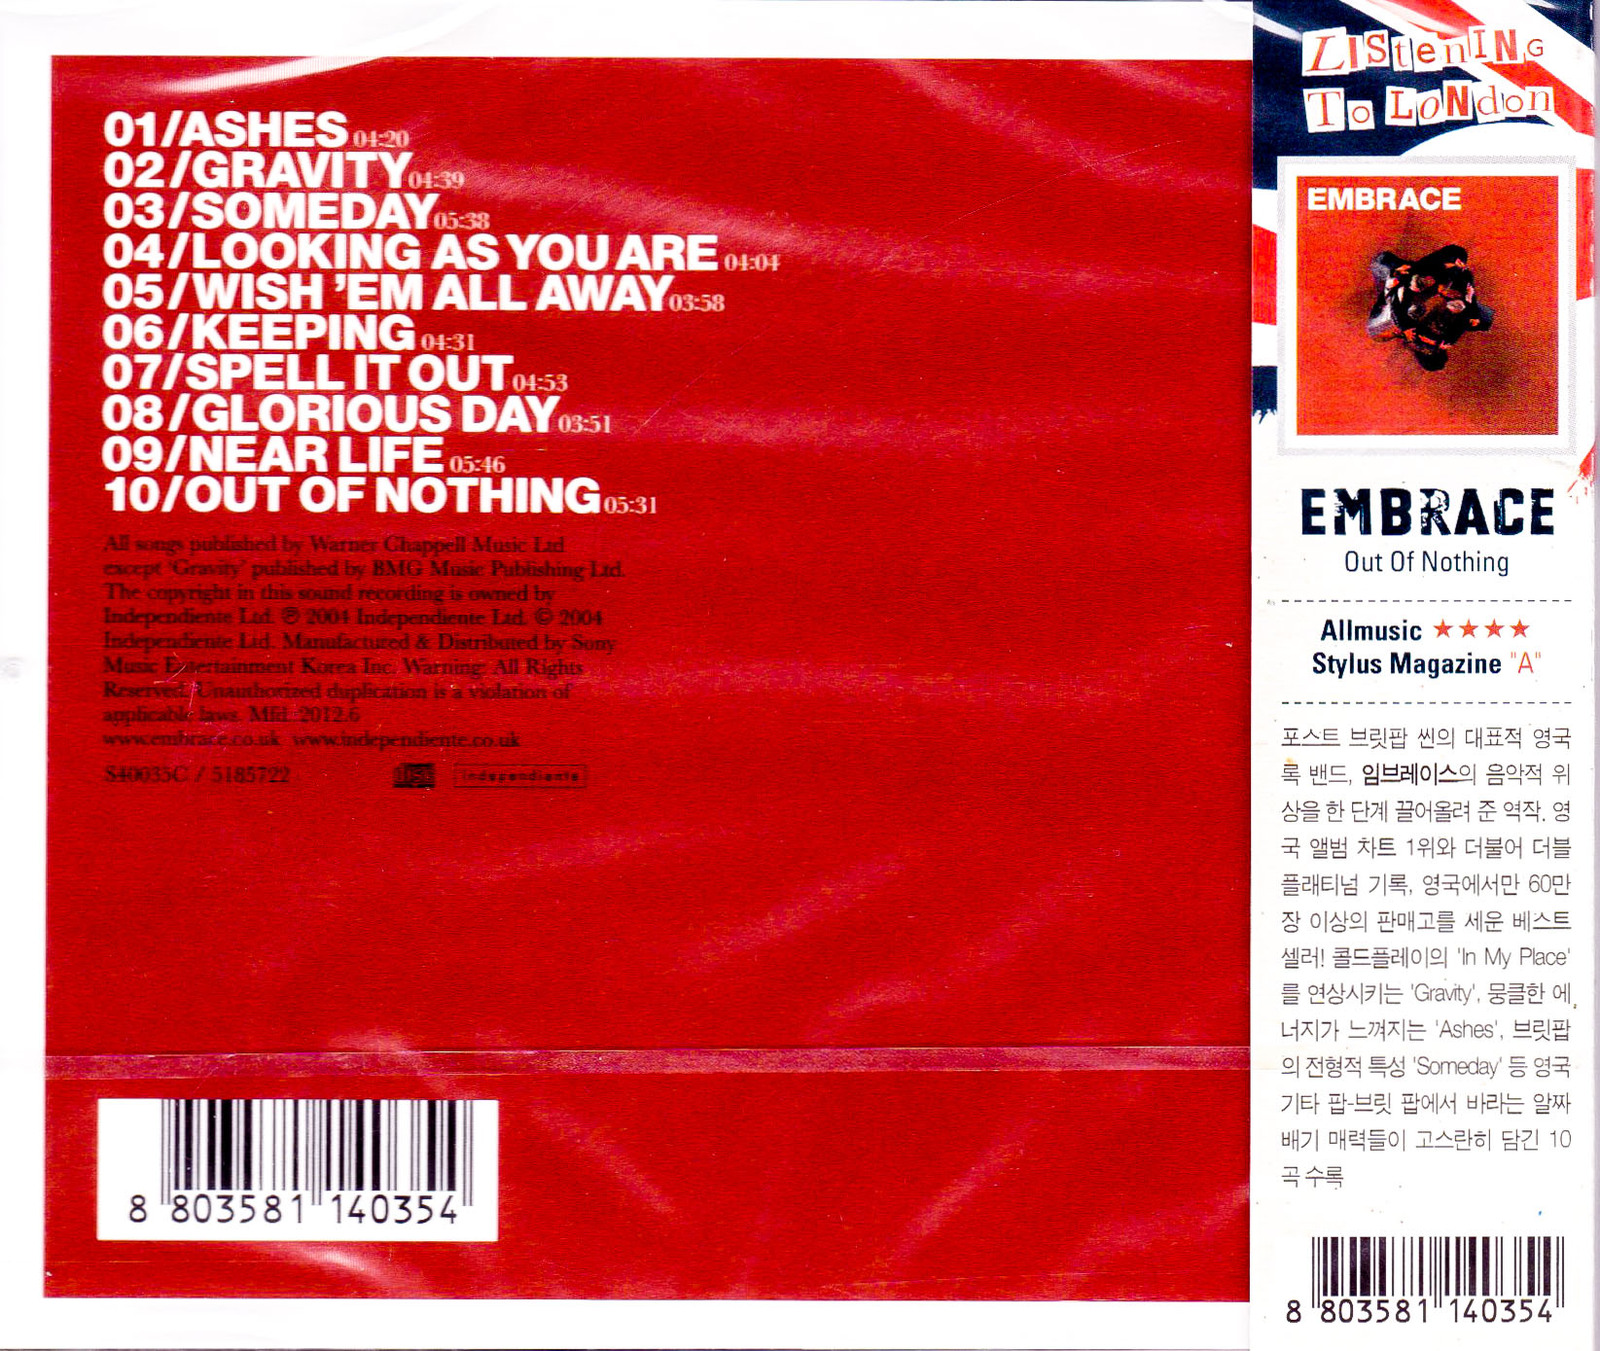 01/ASHES 04:20
02/GRAVITY 04:39
03/SOMEDAY 05:38
04/LOOKING AS YOU ARE 04:04
05/WISH 'EM ALL AWAY 03:58
06/KEEPING 04:31
07/SPELL IT OUT 04:53
08/GLORIOUS DAY 03:51
09/NEAR LIFE 05:46
10/OUT OF NOTHING 05:31
All songs published by Warner Chappell Music Ltd
except 'Gravity' published by BMG Music Publishing Ltd.
The copyright in this sound recording is owned by
Independiente Ltd. ℗ 2004 Independiente Ltd. © 2004
Independiente Ltd. Manufactured & Distributed by Sony
Music Entertainment Korea Inc. Warning: All Rights
Reserved. Unauthorized duplication is a violation of
applicable laws. Mfd. 2012.6
www.embrace.co.uk www.independiente.co.uk
S40035C / 5185722
independiente
8 803581 140354
Listening
To London
EMBRACE
EMBRACE
Out Of Nothing
Allmusic ★★★★
Stylus Magazine "A"
포스트 브릿팝 씬의 대표적 영국
록 밴드, 임브레이스의 음악적 위
상을 한 단계 끌어올려 준 역작. 영
국 앨범 차트 1위와 더불어 더블
플래티넘 기록, 영국에서만 60만
장 이상의 판매고를 세운 베스트
셀러! 콜드플레이의 'In My Place'
를 연상시키는 'Gravity', 뭉클한 에
너지가 느껴지는 'Ashes', 브릿팝
의 전형적 특성 'Someday' 등 영국
기타 팝-브릿 팝에서 바라는 알짜
배기 매력들이 고스란히 담긴 10
곡 수록
8 803581 140354